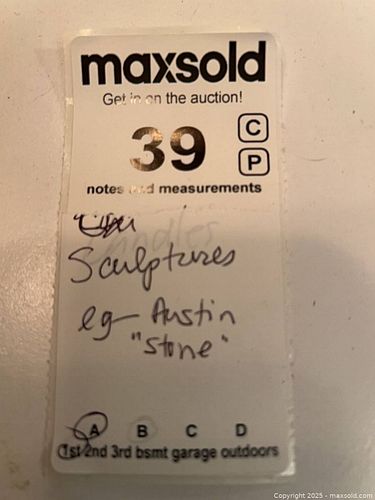 maxsold
Get in on the auction!
39
C
P
notes and measurements
Sculptures
eg- Austin
"Stone"
A B C D
1st 2nd 3rd bsmt garage outdoors
Copyright © 2025 - maxsold.com